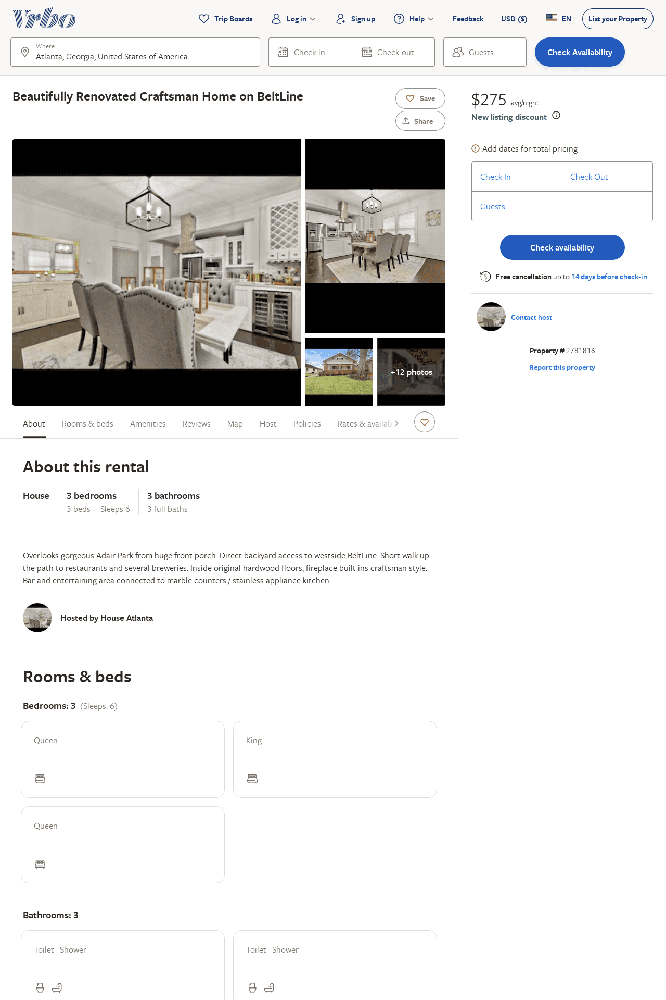 Vrbo
Trip Boards
Log in
Sign up
Help
Feedback
USD ($)
EN
List your Property
Where
Atlanta, Georgia, United States of America
Check-in
Check-out
Guests
Check Availability
Beautifully Renovated Craftsman Home on BeltLine
Save
Share
$275 avg/night
New listing discount
Add dates for total pricing
Check In
Check Out
Guests
Check availability
Free cancellation up to 14 days before check-in
Contact host
Property # 2781816
Report this property
+12 photos
About
Rooms & beds
Amenities
Reviews
Map
Host
Policies
Rates & availab
About this rental
House
3 bedrooms
3 beds · Sleeps 6
3 bathrooms
3 full baths
Overlooks gorgeous Adair Park from huge front porch. Direct backyard access to westside BeltLine. Short walk up
the path to restaurants and several breweries. Inside original hardwood floors, fireplace built ins craftsman style.
Bar and entertaining area connected to marble counters / stainless appliance kitchen.
Hosted by House Atlanta
Rooms & beds
Bedrooms: 3 (Sleeps: 6)
Queen
King
Queen
Bathrooms: 3
Toilet · Shower
Toilet · Shower